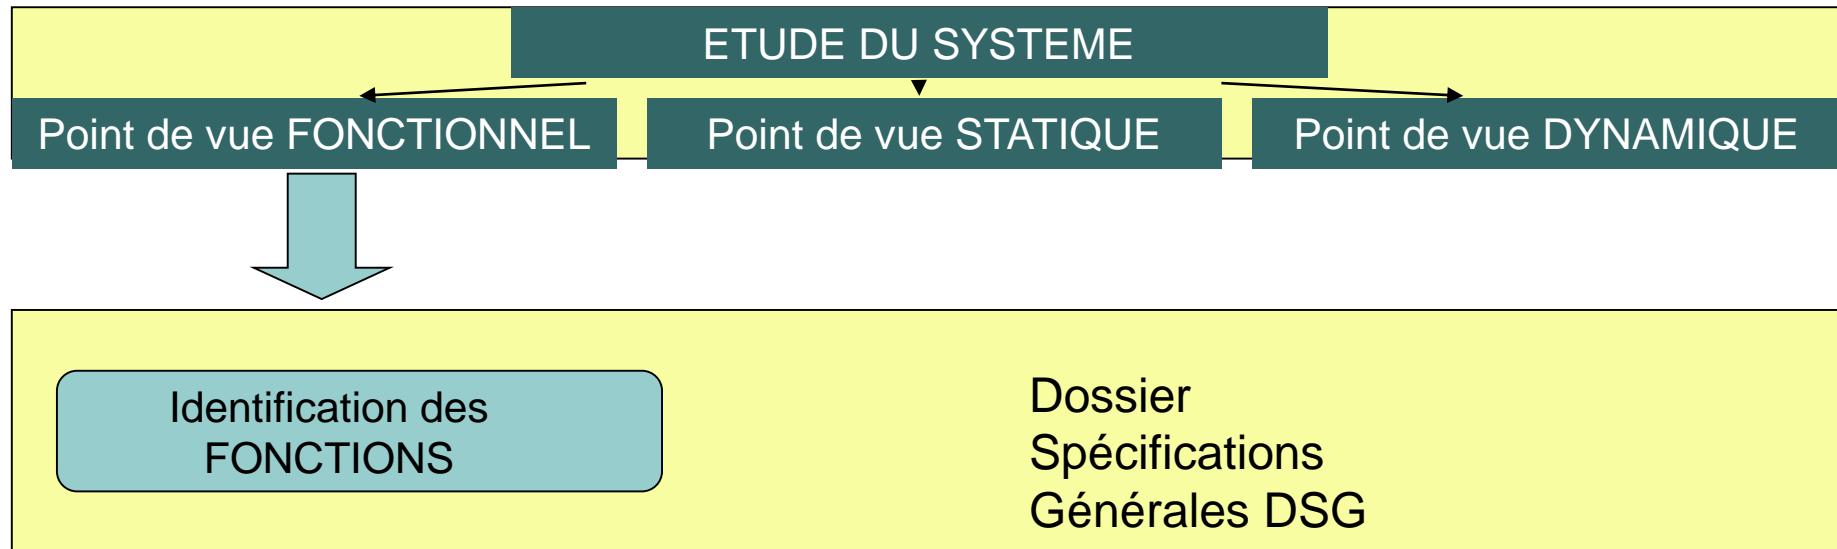 ETUDE DU SYSTEME
Point de vue FONCTIONNEL
Point de vue STATIQUE
Point de vue DYNAMIQUE
Identification des
FONCTIONS
Dossier
Spécifications
Générales DSG